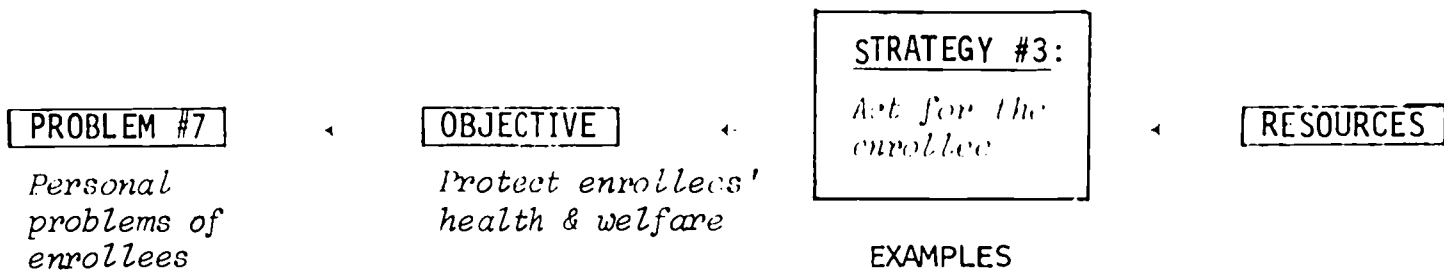 PROBLEM #7
Personal
problems of
enrollees
OBJECTIVE
Protect enrollees'
health & welfare
STRATEGY #3:
Act for the
enrollee
EXAMPLES
RESOURCES